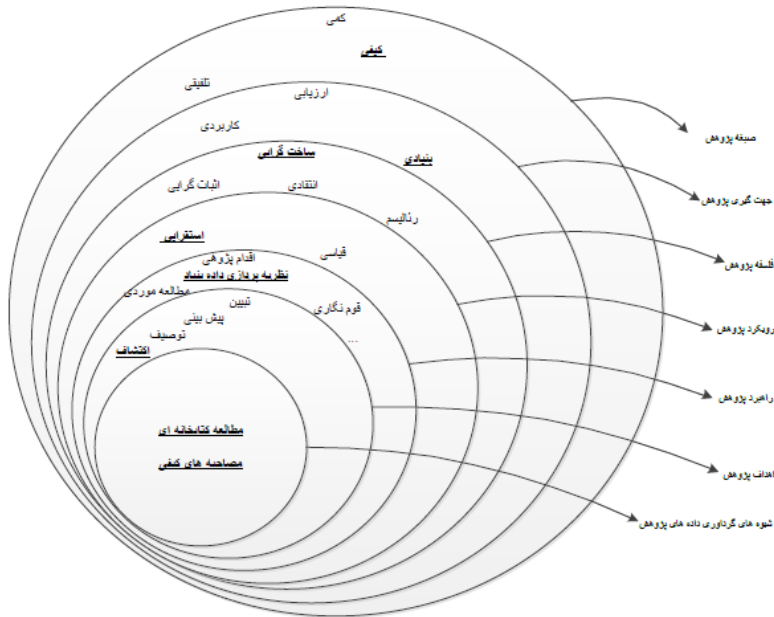 کمی
کیفی
تلفیقی
ارزیابی
کاربردی
بنیادی
ساخت گرایی
اثبات گرایی
انتقادی
رئالیسم
استقرایی
قیاسی
اقدام پژوهی
نظریه پردازی داده بنیاد
مطالعه موردی
قوم نگاری
...
تبیین
پیش بینی
توصیف
اکتشاف
مطالعه کتابخانه ای
مصاحبه های کیفی
صبغه پژوهش
جهت گیری پژوهش
فلسفه پژوهش
رویکرد پژوهش
راهبرد پژوهش
اهداف پژوهش
شیوه های گردآوری داده های پژوهش